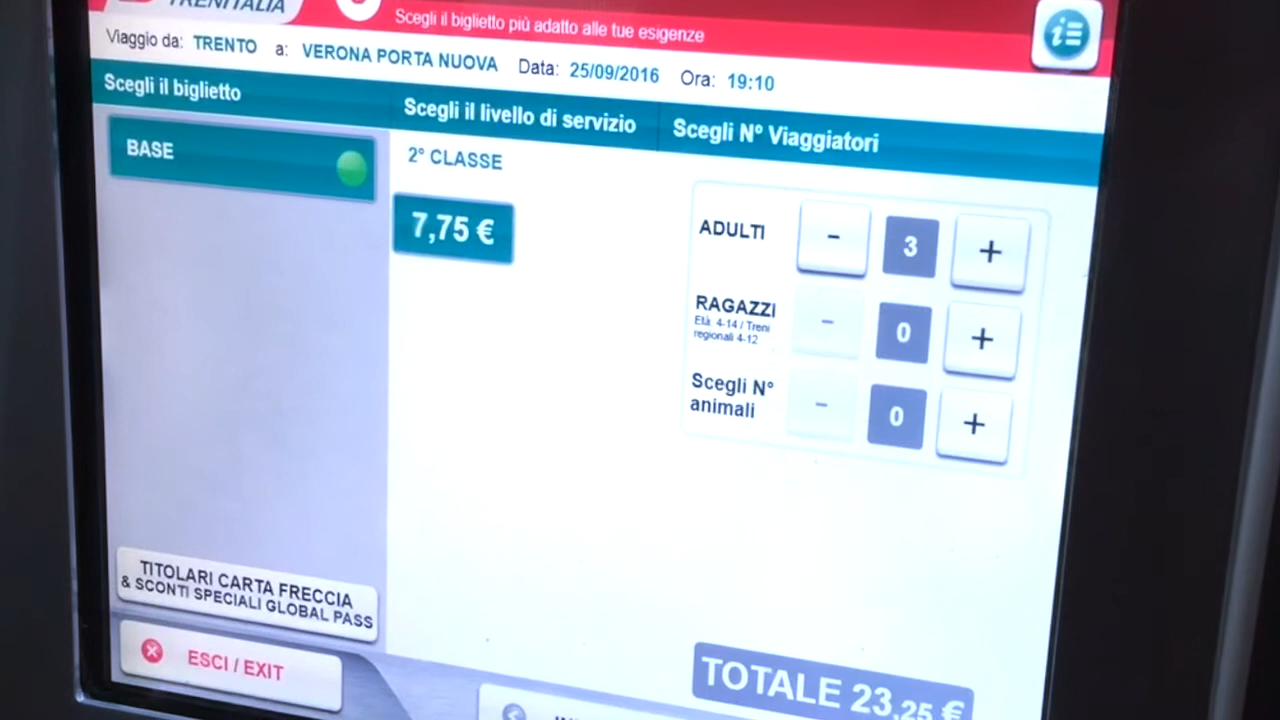 TRENITALIA
Scegli il biglietto più adatto alle tue esigenze
Viaggio da: TRENTO a: VERONA PORTA NUOVA Data: 25/09/2016 Ora: 19:10
Scegli il biglietto
Scegli il livello di servizio
Scegli N° Viaggiatori
BASE
2° CLASSE
7,75 €
ADULTI
- 3 +
RAGAZZI
Età 4-14 / Treni
regionali 4-12
- 0 +
Scegli N°
animali
- 0 +
TITOLARI CARTA FRECCIA
& SCONTI SPECIALI GLOBAL PASS
ESCI / EXIT
TOTALE 23,25 €